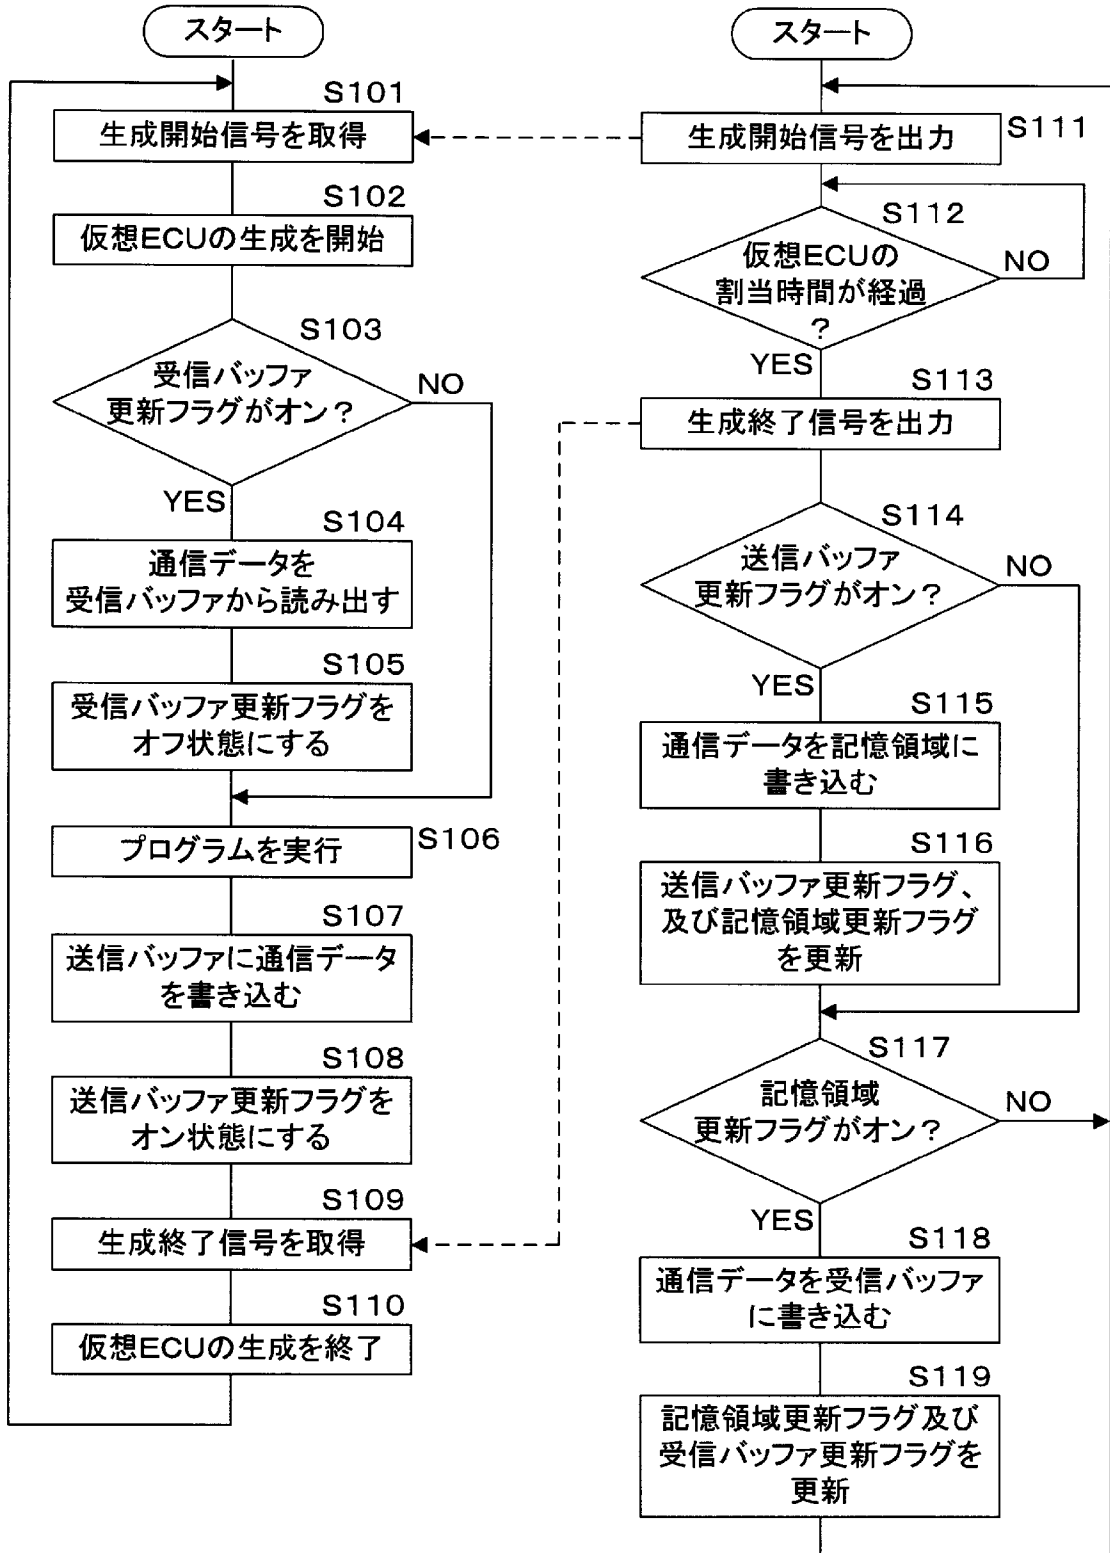 スタート
S101
生成開始信号を取得
S102
仮想ECUの生成を開始
S103
受信バッファ
更新フラグがオン?
NO
YES
S104
通信データを
受信バッファから読み出す
S105
受信バッファ更新フラグを
オフ状態にする
プログラムを実行
S106
S107
送信バッファに通信データ
を書き込む
S108
送信バッファ更新フラグを
オン状態にする
S109
生成終了信号を取得
S110
仮想ECUの生成を終了
スタート
生成開始信号を出力
S111
S112
仮想ECUの
割当時間が経過
?
NO
YES
S113
生成終了信号を出力
S114
送信バッファ
更新フラグがオン?
NO
YES
S115
通信データを記憶領域に
書き込む
S116
送信バッファ更新フラグ、
及び記憶領域更新フラグ
を更新
S117
記憶領域
更新フラグがオン?
NO
YES
S118
通信データを受信バッファ
に書き込む
S119
記憶領域更新フラグ及び
受信バッファ更新フラグを
更新